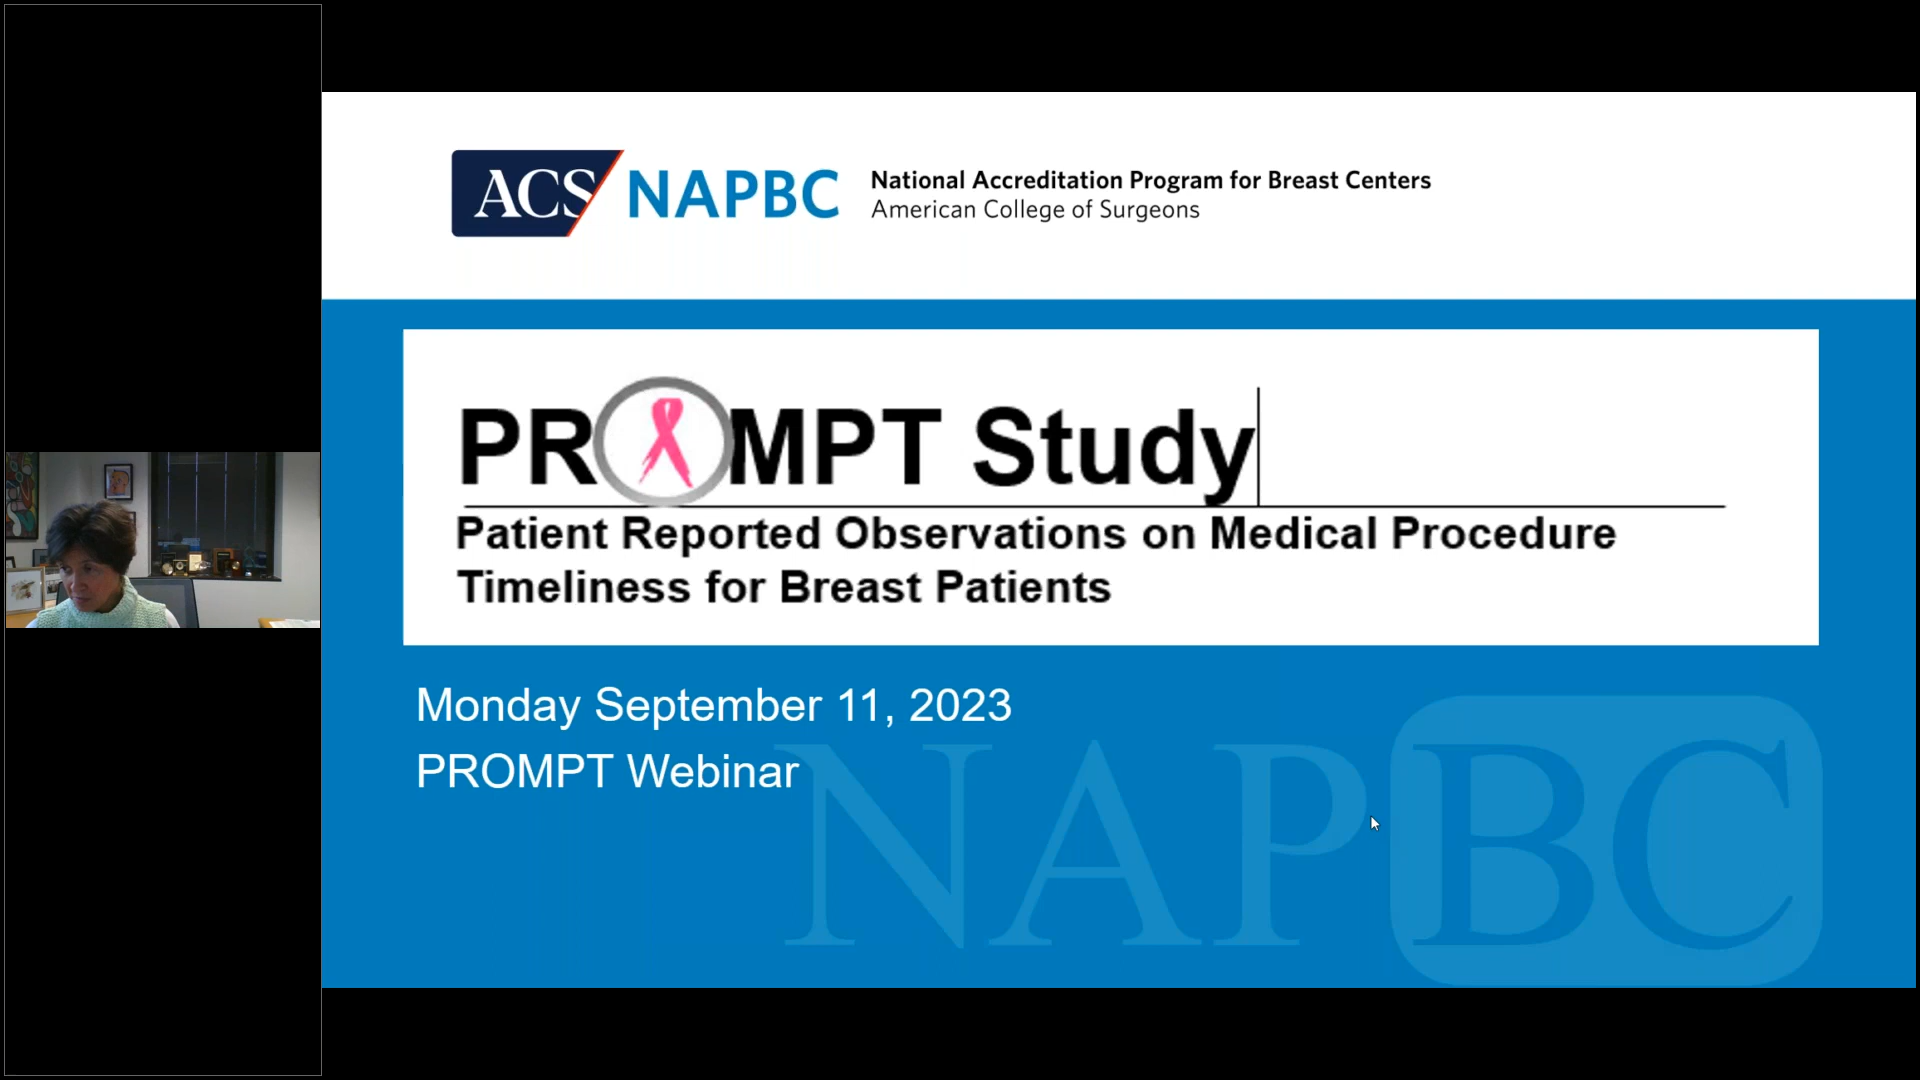 ACS NAPBC
National Accreditation Program for Breast Centers
American College of Surgeons
PROMPT Study
Patient Reported Observations on Medical Procedure
Timeliness for Breast Patients
Monday September 11, 2023
PROMPT Webinar
NAPBC